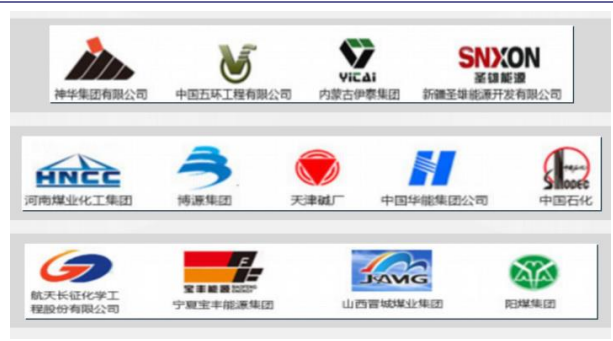 YiCAi
SNXON
圣雄能源
神华集团有限公司
中国五环工程有限公司
内蒙古伊泰集团
新疆圣雄能源开发有限公司
HNCC
河南煤业化工集团
博源集团
天津碱厂
中国华能集团公司
中国石化
宝丰能源
航天长征化学工
程股份有限公司
宁夏宝丰能源集团
JAMG
山西晋城煤业集团
阳煤集团